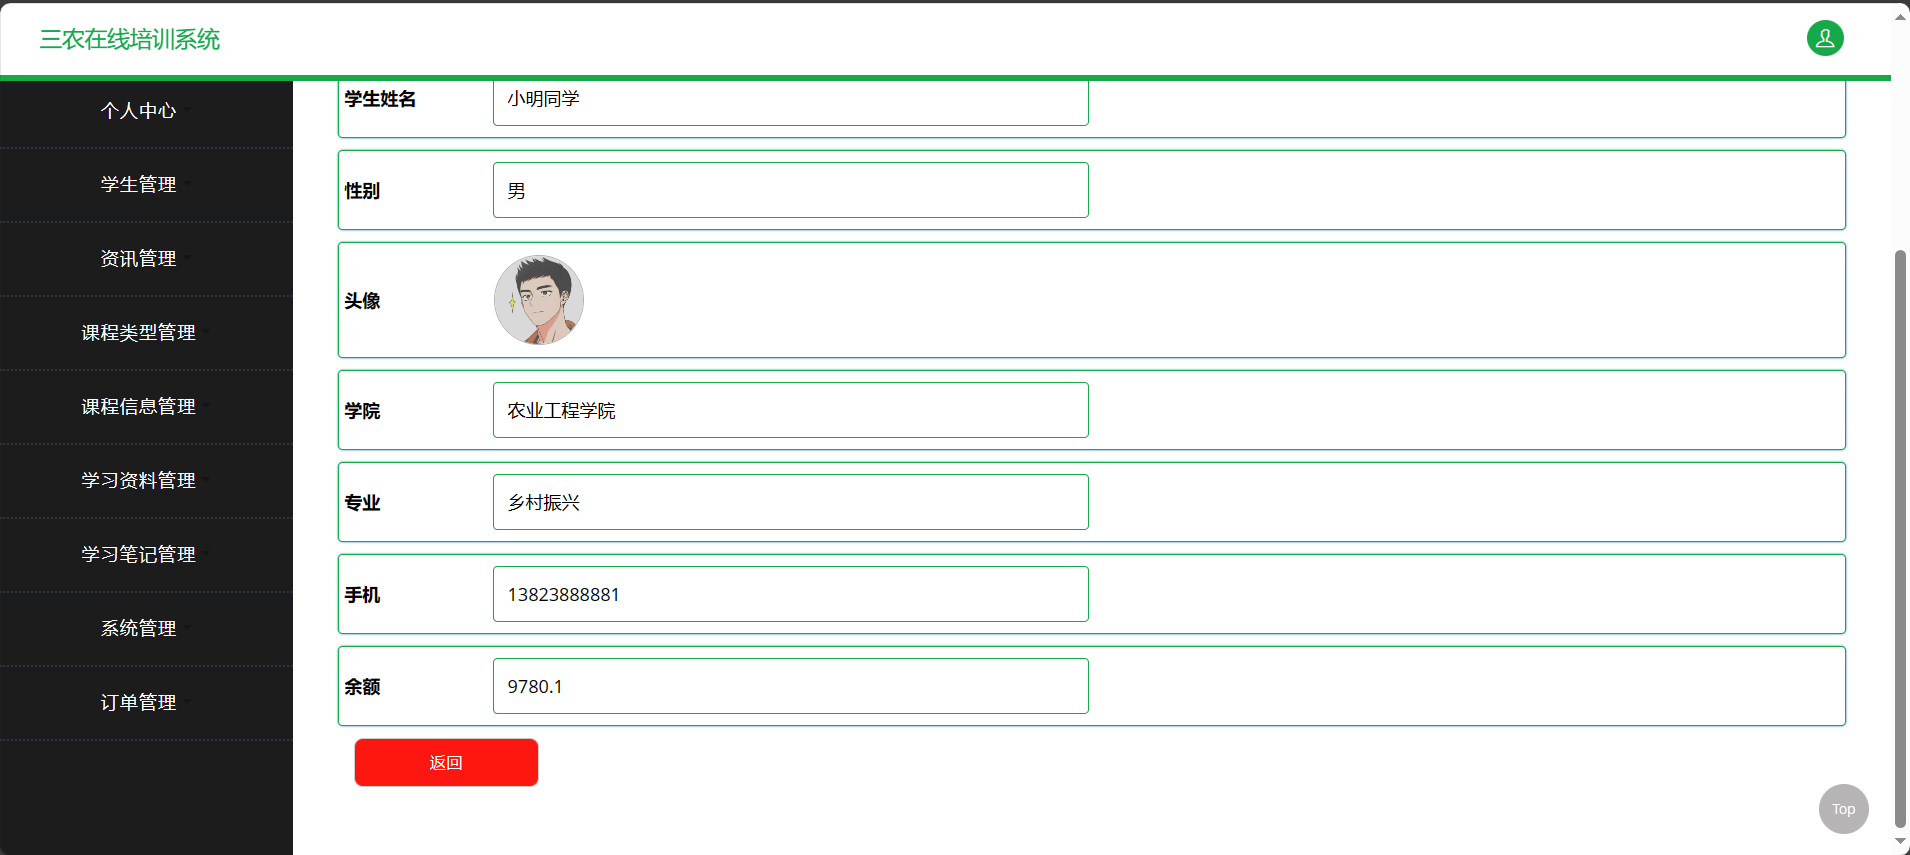 三农在线培训系统
个人中心
学生管理
资讯管理
课程类型管理
课程信息管理
学习资料管理
学习笔记管理
系统管理
订单管理
学生姓名 小明同学
性别 男
头像
学院 农业工程学院
专业 乡村振兴
手机 13823888881
余额 9780.1
返回
Top